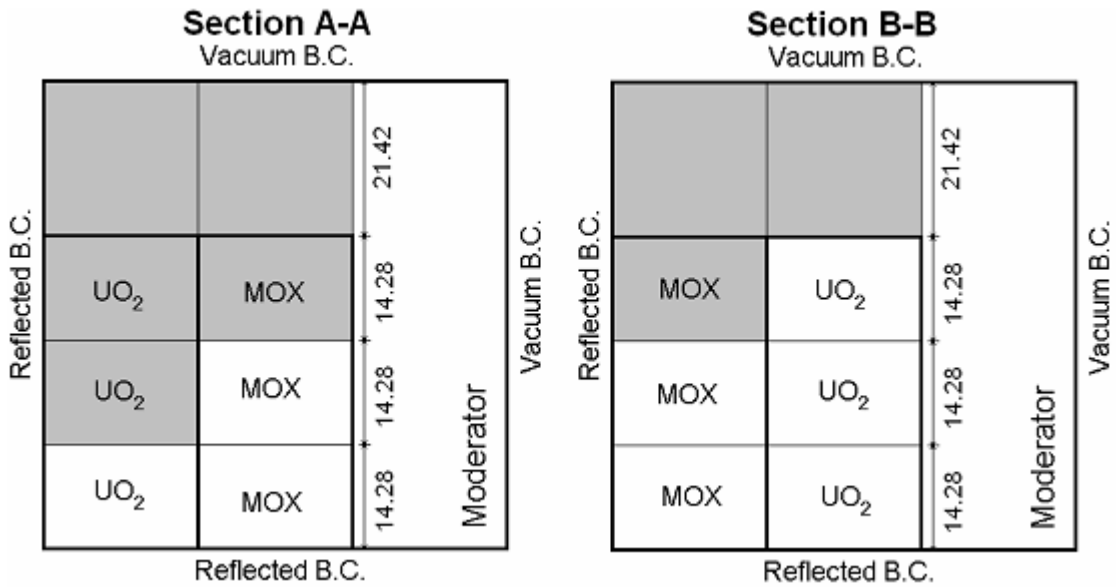 Section A-A
Vacuum B.C.
Reflected B.C.
UO2 MOX
UO2 MOX
UO2 MOX
21.42
14.28
14.28
14.28
Moderator
Vacuum B.C.
Reflected B.C.
Section B-B
Vacuum B.C.
Reflected B.C.
MOX UO2
MOX UO2
MOX UO2
21.42
14.28
14.28
14.28
Moderator
Vacuum B.C.
Reflected B.C.